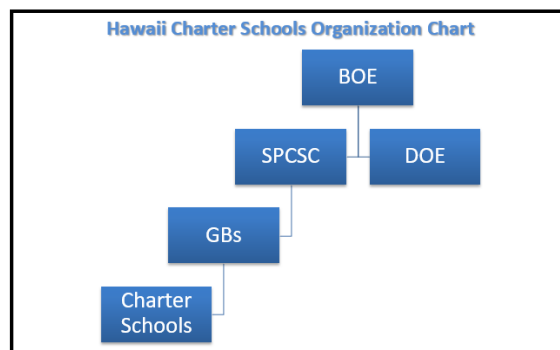 Hawaii Charter Schools Organization Chart
BOE
SPCSC
DOE
GBs
Charter
Schools